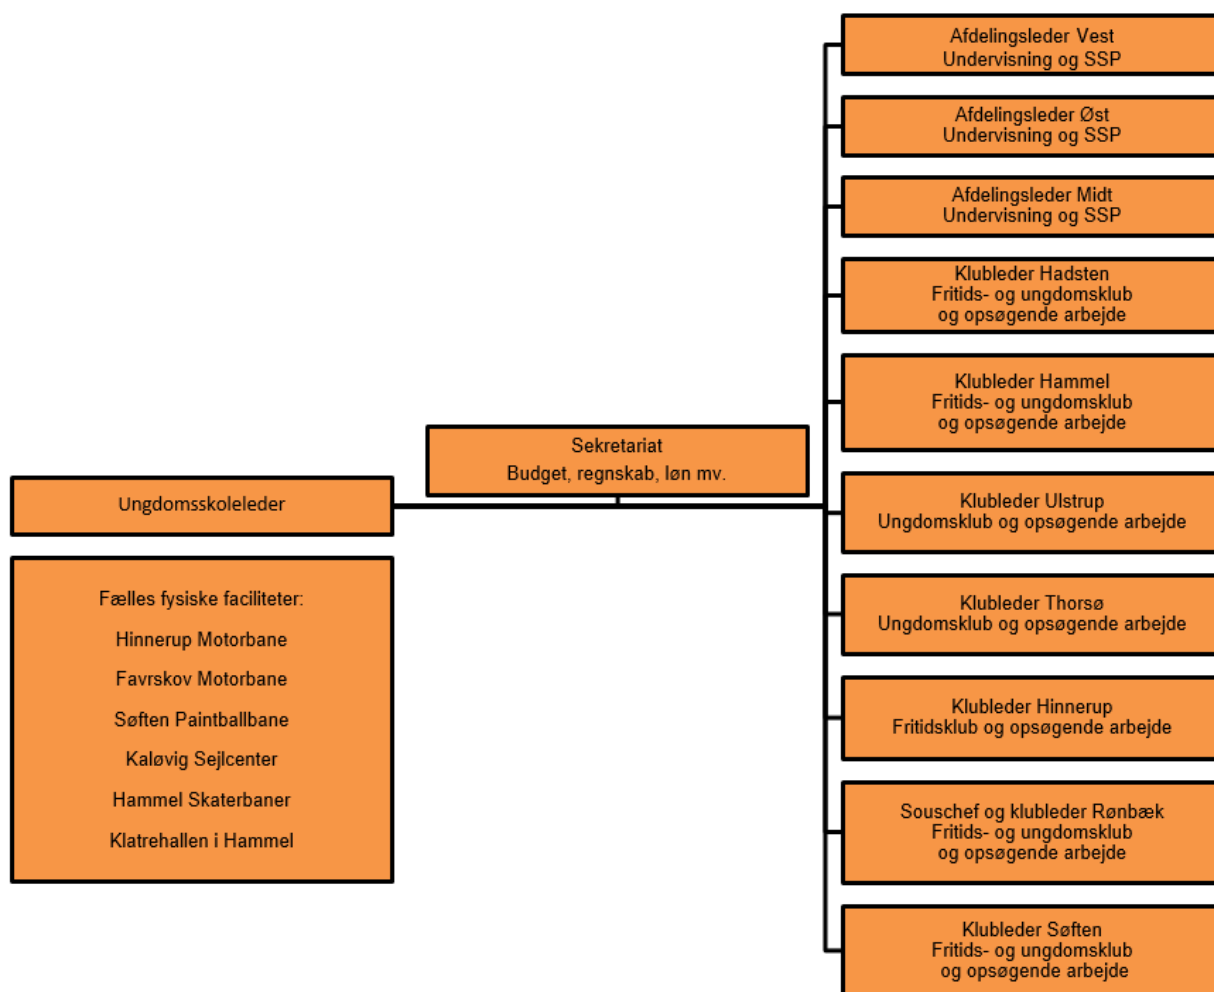 Ungdomsskoleleder
Fælles fysiske faciliteter:
Hinnerup Motorbane
Favrskov Motorbane
Søften Paintballbane
Kaløvig Sejlcenter
Hammel Skaterbaner
Klatrehallen i Hammel
Sekretariat
Budget, regnskab, løn mv.
Afdelingsleder Vest
Undervisning og SSP
Afdelingsleder Øst
Undervisning og SSP
Afdelingsleder Midt
Undervisning og SSP
Klubleder Hadsten
Fritids- og ungdomsklub
og opsøgende arbejde
Klubleder Hammel
Fritids- og ungdomsklub
og opsøgende arbejde
Klubleder Ulstrup
Ungdomsklub og opsøgende arbejde
Klubleder Thorsø
Ungdomsklub og opsøgende arbejde
Klubleder Hinnerup
Fritidsklub og opsøgende arbejde
Souschef og klubleder Rønbæk
Fritids- og ungdomsklub
og opsøgende arbejde
Klubleder Søften
Fritids- og ungdomsklub
og opsøgende arbejde